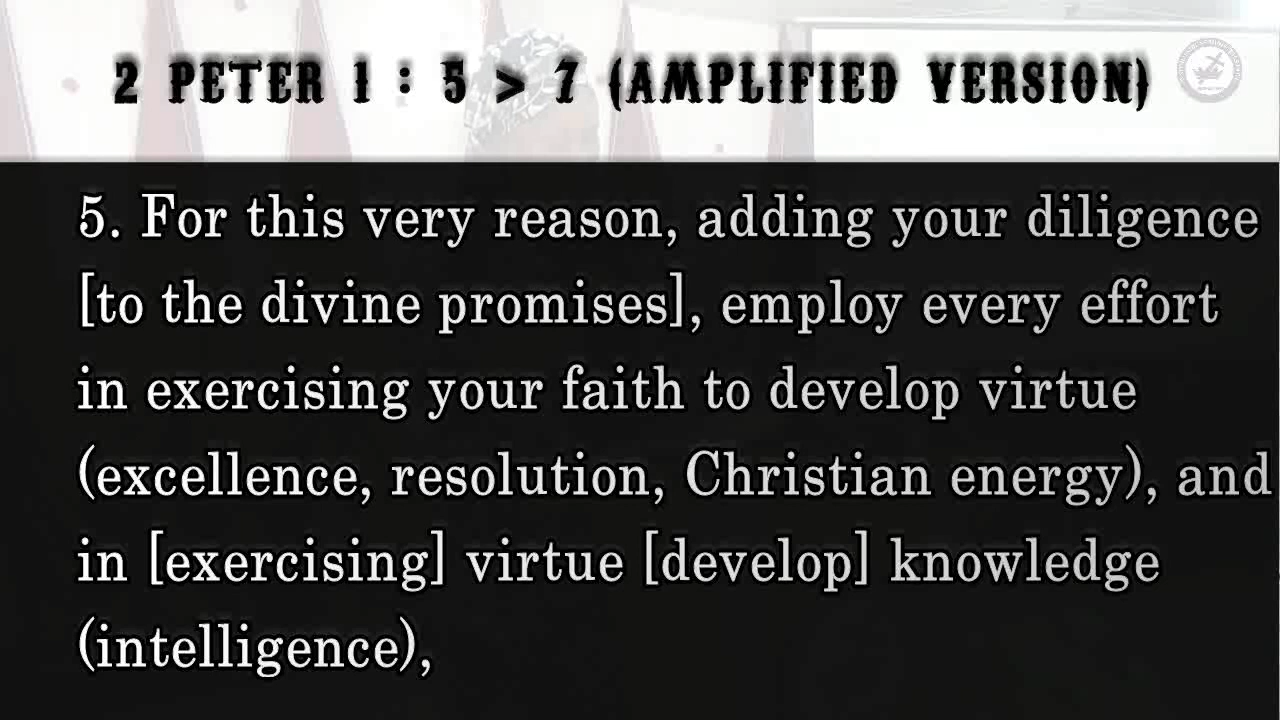 2 PETER 1 : 5 > 7 (AMPLIFIED VERSION)
5. For this very reason, adding your diligence
[to the divine promises], employ every effort
in exercising your faith to develop virtue
(excellence, resolution, Christian energy), and
in [exercising] virtue [develop] knowledge
(intelligence),